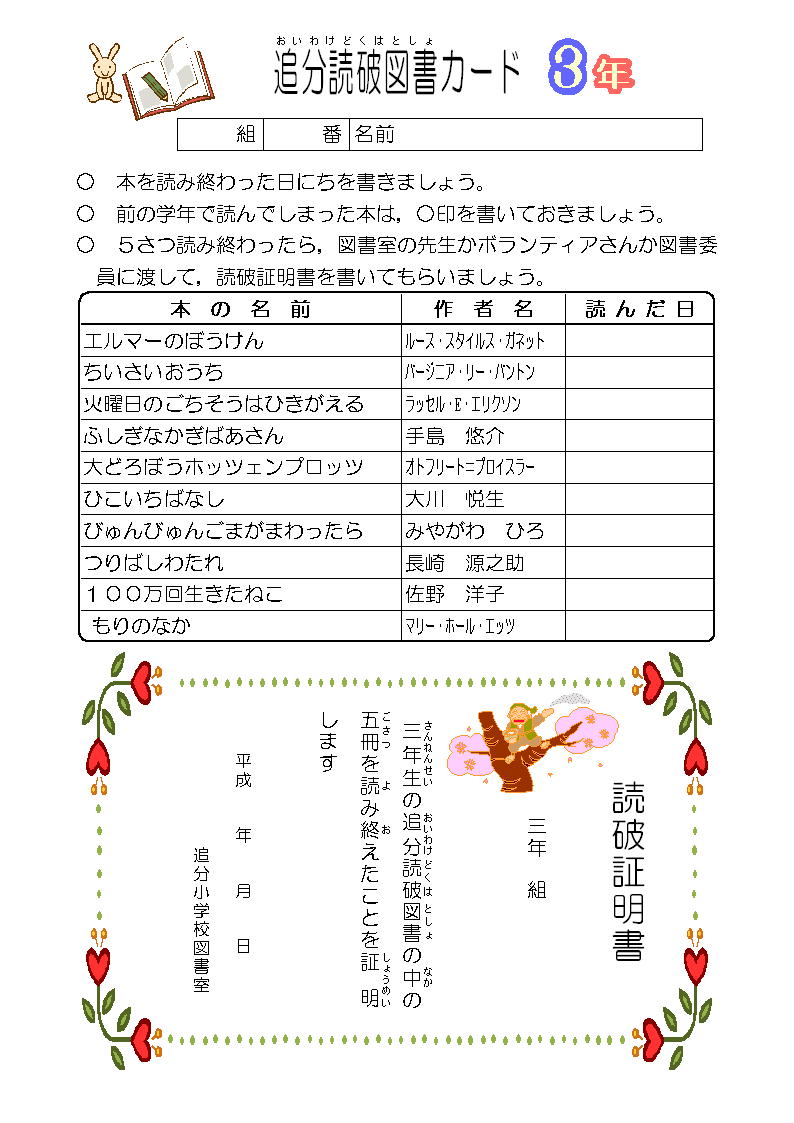 おいわけどくはとしょ
追分読破図書カード 3年
組 番 名前
○ 本を読み終わった日にちを書きましょう。
○ 前の学年で読んでしまった本は，○印を書いておきましょう。
○ ５さつ読み終わったら，図書室の先生かボランティアさんか図書委
員に渡して，読破証明書を書いてもらいましょう。
本の名前 作者名 読んだ日
エルマーのぼうけん ﾙｰｽ･ｽﾀｲﾙｽ･ｶﾞﾈｯﾄ
ちいさいおうち ﾊﾞｰｼﾞﾆｱ･ﾘｰ･ﾊﾞﾝﾄﾝ
火曜日のごちそうはひきがえる ﾗｯｾﾙ･E･ｴﾘｸｿﾝ
ふしぎなかぎばあさん 手島 悠介
大どろぼうホッツェンプロッツ ｵﾄﾌﾘｰﾄ=ﾌﾟﾛｲｽﾗｰ
ひこいちばなし 大川 悦生
びゅんびゅんごまがまわったら みやがわ ひろ
つりばしわたれ 長崎 源之助
１００万回生きたねこ 佐野 洋子
もりのなか ﾏﾘｰ･ﾎｰﾙ･ｴｯﾂ
読破証明書
三年 組
さんねんせい おいわけどくは としょ なか
三年生の追分読破図書の中の
ごさつ よ お しょうめい
五冊を読み終えたことを証明
します
平成 年 月 日
追分小学校図書室